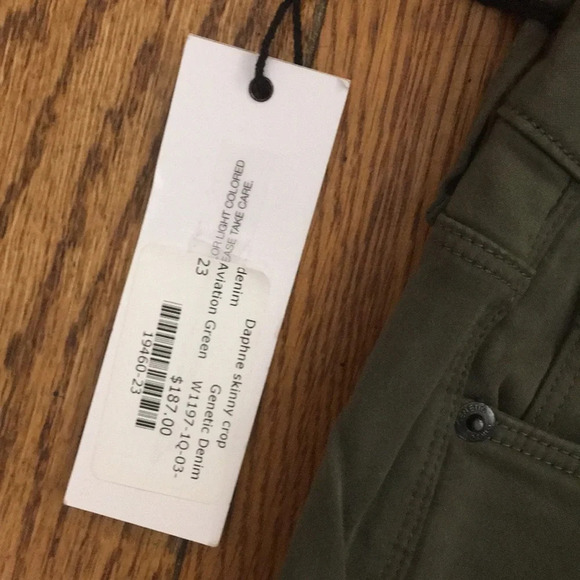 OR LIGHT COLORED
EASE TAKE CARE.
Daphne skinny crop
denim
Genetic Denim
Aviation Green W1197-1Q-03-
23
$187.00
19460-23